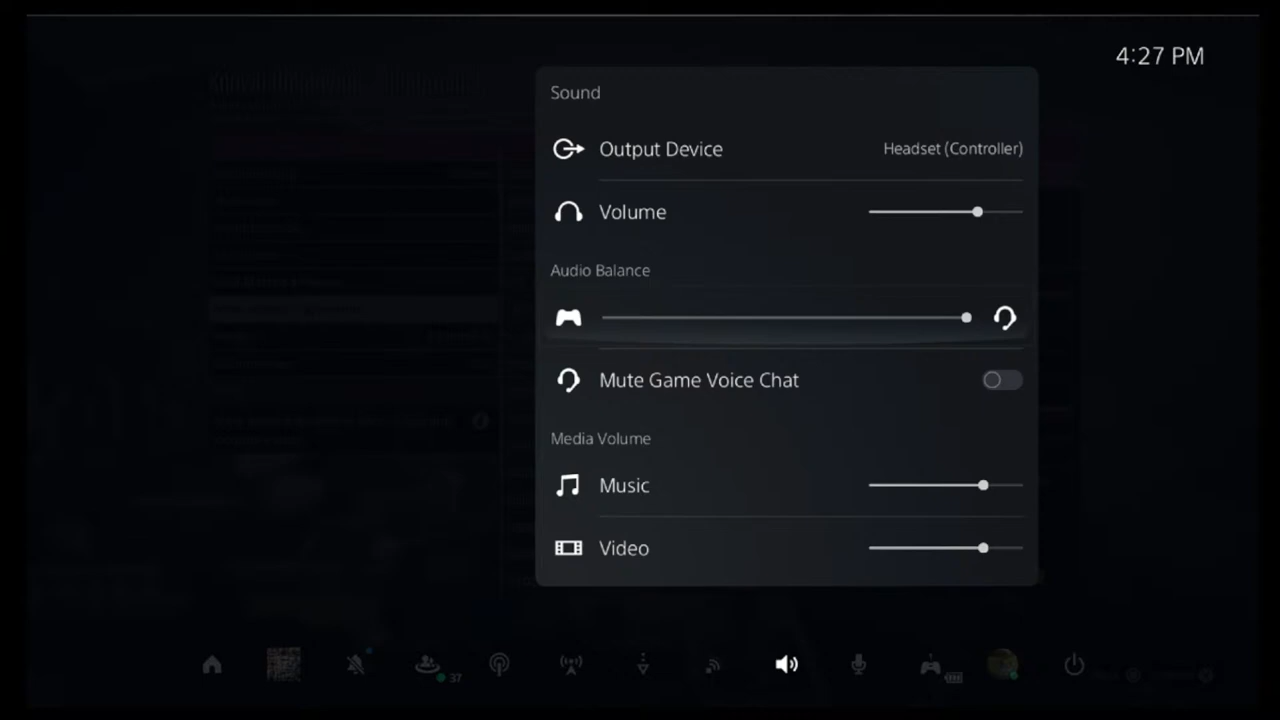 4:27 PM
Sound
Output Device Headset (Controller)
Volume
Audio Balance
Mute Game Voice Chat
Media Volume
Music
Video
37